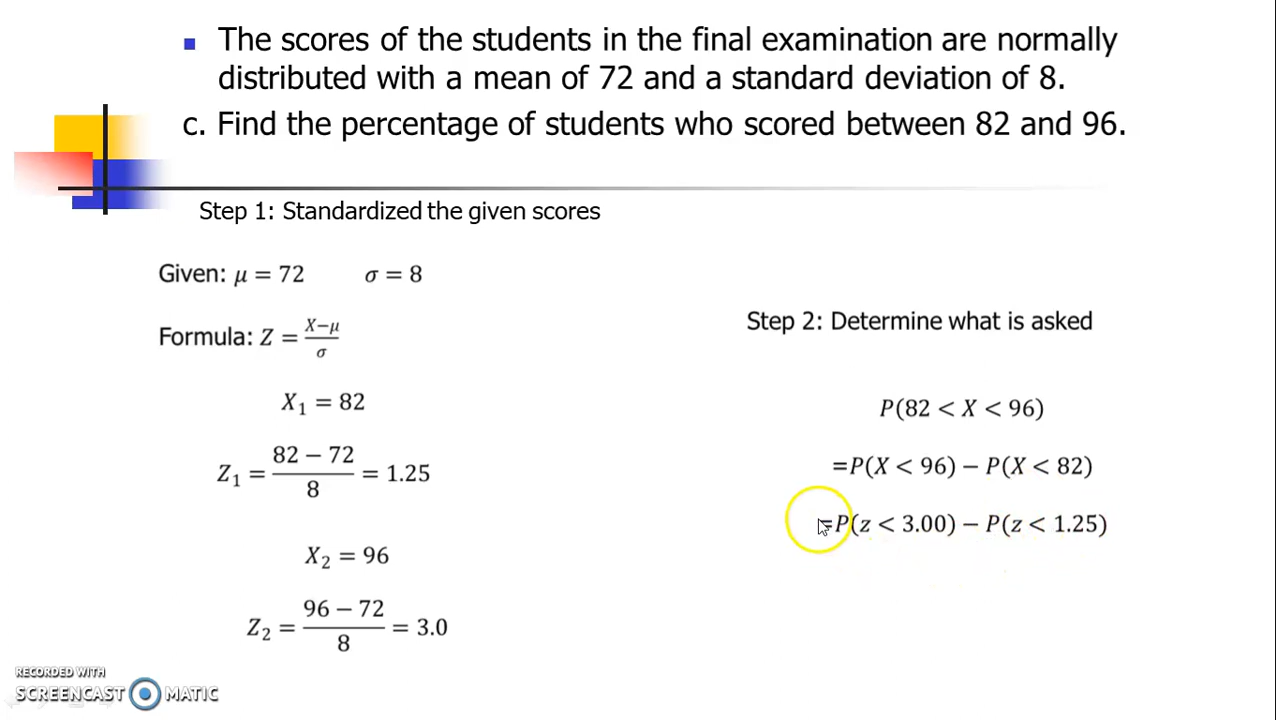 The scores of the students in the final examination are normally
distributed with a mean of 72 and a standard deviation of 8.
c. Find the percentage of students who scored between 82 and 96.
Step 1: Standardized the given scores
Given: μ = 72 σ = 8
Formula: Z = (X−μ)/σ
X₁ = 82
Z₁ = (82 − 72)/8 = 1.25
X₂ = 96
Z₂ = (96 − 72)/8 = 3.0
Step 2: Determine what is asked
P(82 < X < 96)
=P(X < 96) − P(X < 82)
=P(z < 3.00) − P(z < 1.25)
RECORDED WITH
SCREENCAST MATIC